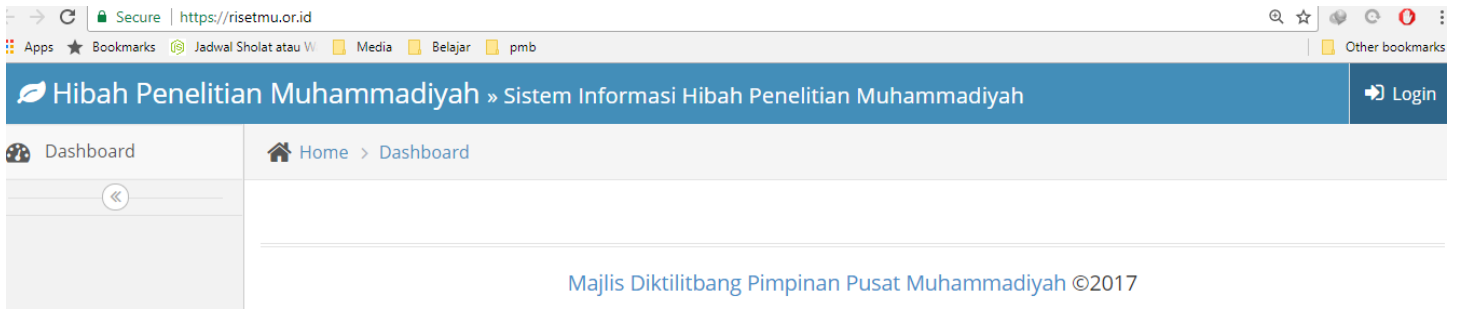 Secure | https://risetmu.or.id
Apps Bookmarks Jadwal Sholat atau W Media Belajar pmb Other bookmarks
Hibah Penelitian Muhammadiyah » Sistem Informasi Hibah Penelitian Muhammadiyah Login
Dashboard Home > Dashboard
Majlis Diktilitbang Pimpinan Pusat Muhammadiyah ©2017